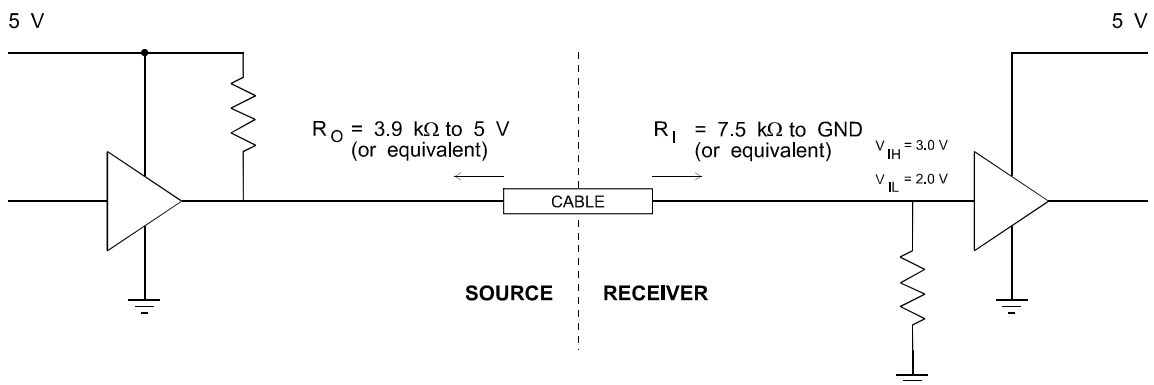 5 V
5 V
R O = 3.9 kΩ to 5 V
(or equivalent)
R I = 7.5 kΩ to GND
(or equivalent)
V IH = 3.0 V
V IL = 2.0 V
CABLE
SOURCE
RECEIVER